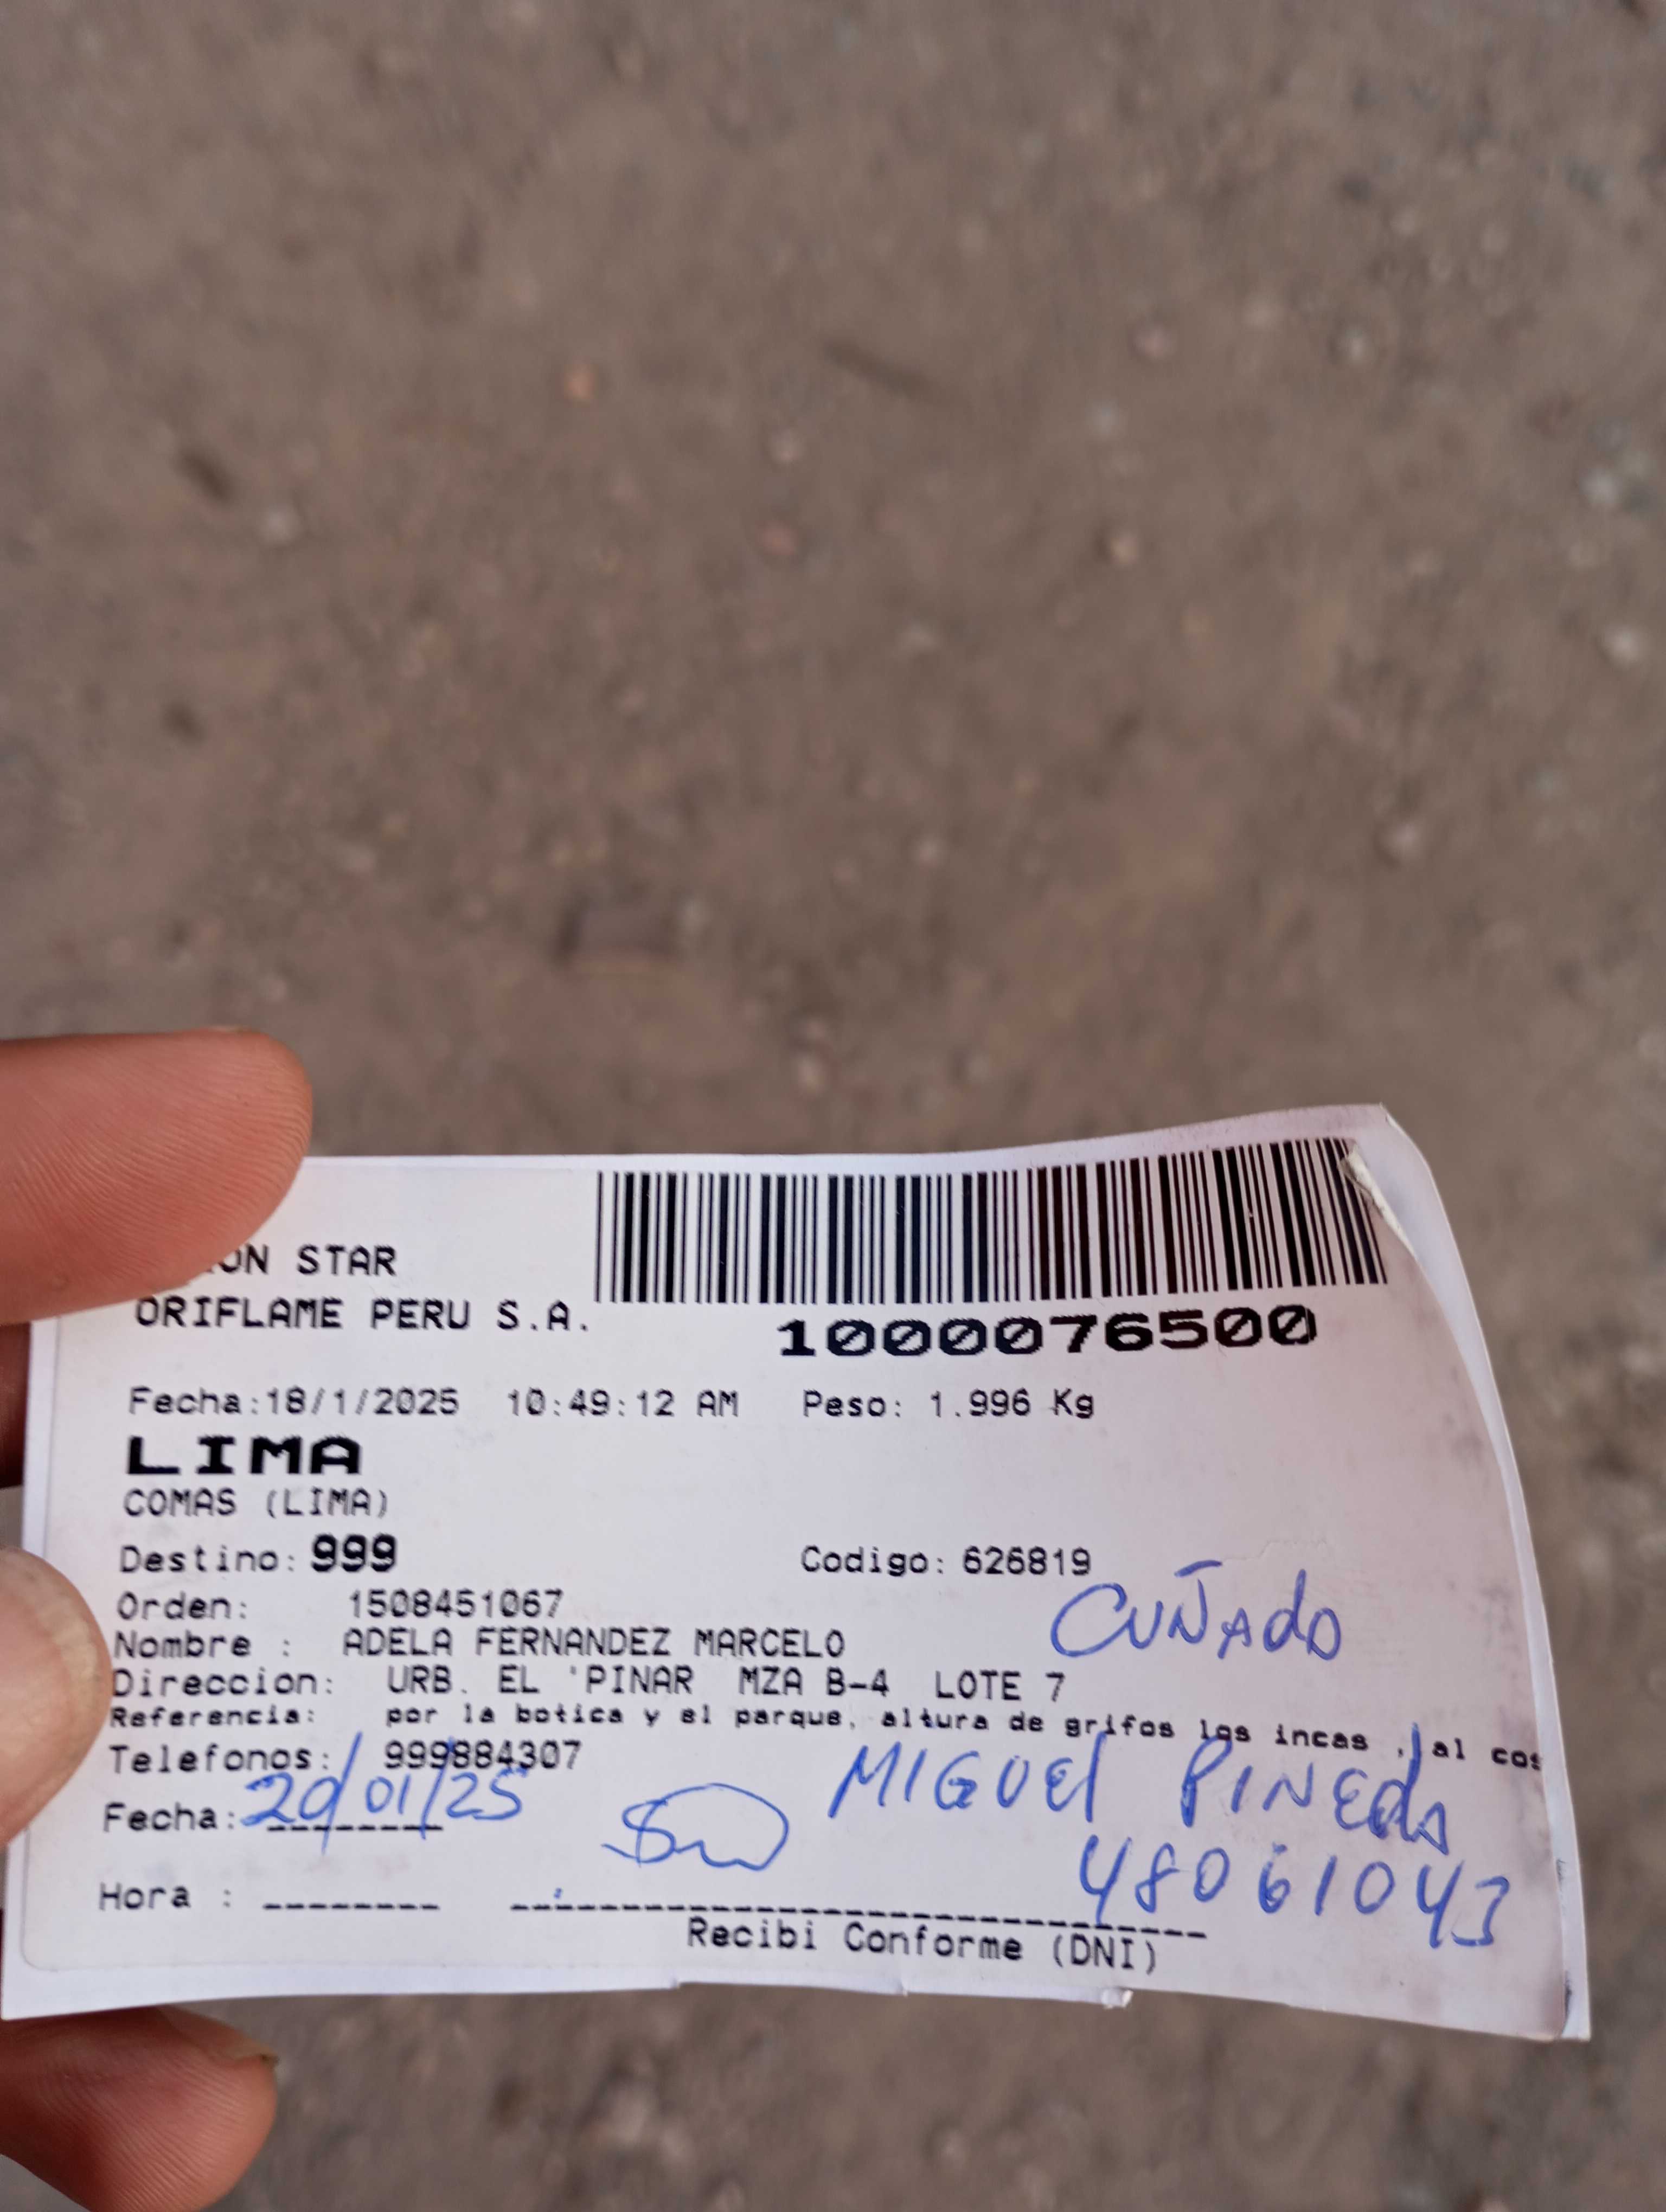 ON STAR
ORIFLAME PERU S.A.
1000076500
Fecha:18/1/2025 10:49:12 AM Peso: 1.996 Kg
LIMA
COMAS (LIMA)
Destino: 999 Codigo: 626819
Orden: 1508451067
CUÑAdo
Nombre : ADELA FERNANDEZ MARCELO
Direccion: URB. EL 'PINAR MZA B-4 LOTE 7
Referencia: por la botica y el parque, altura de grifos los incas , al cos
Telefonos: 999884307
MIGUEl PINEdA
Fecha: 20/01/25
48061043
Hora :
Recibi Conforme (DNI)